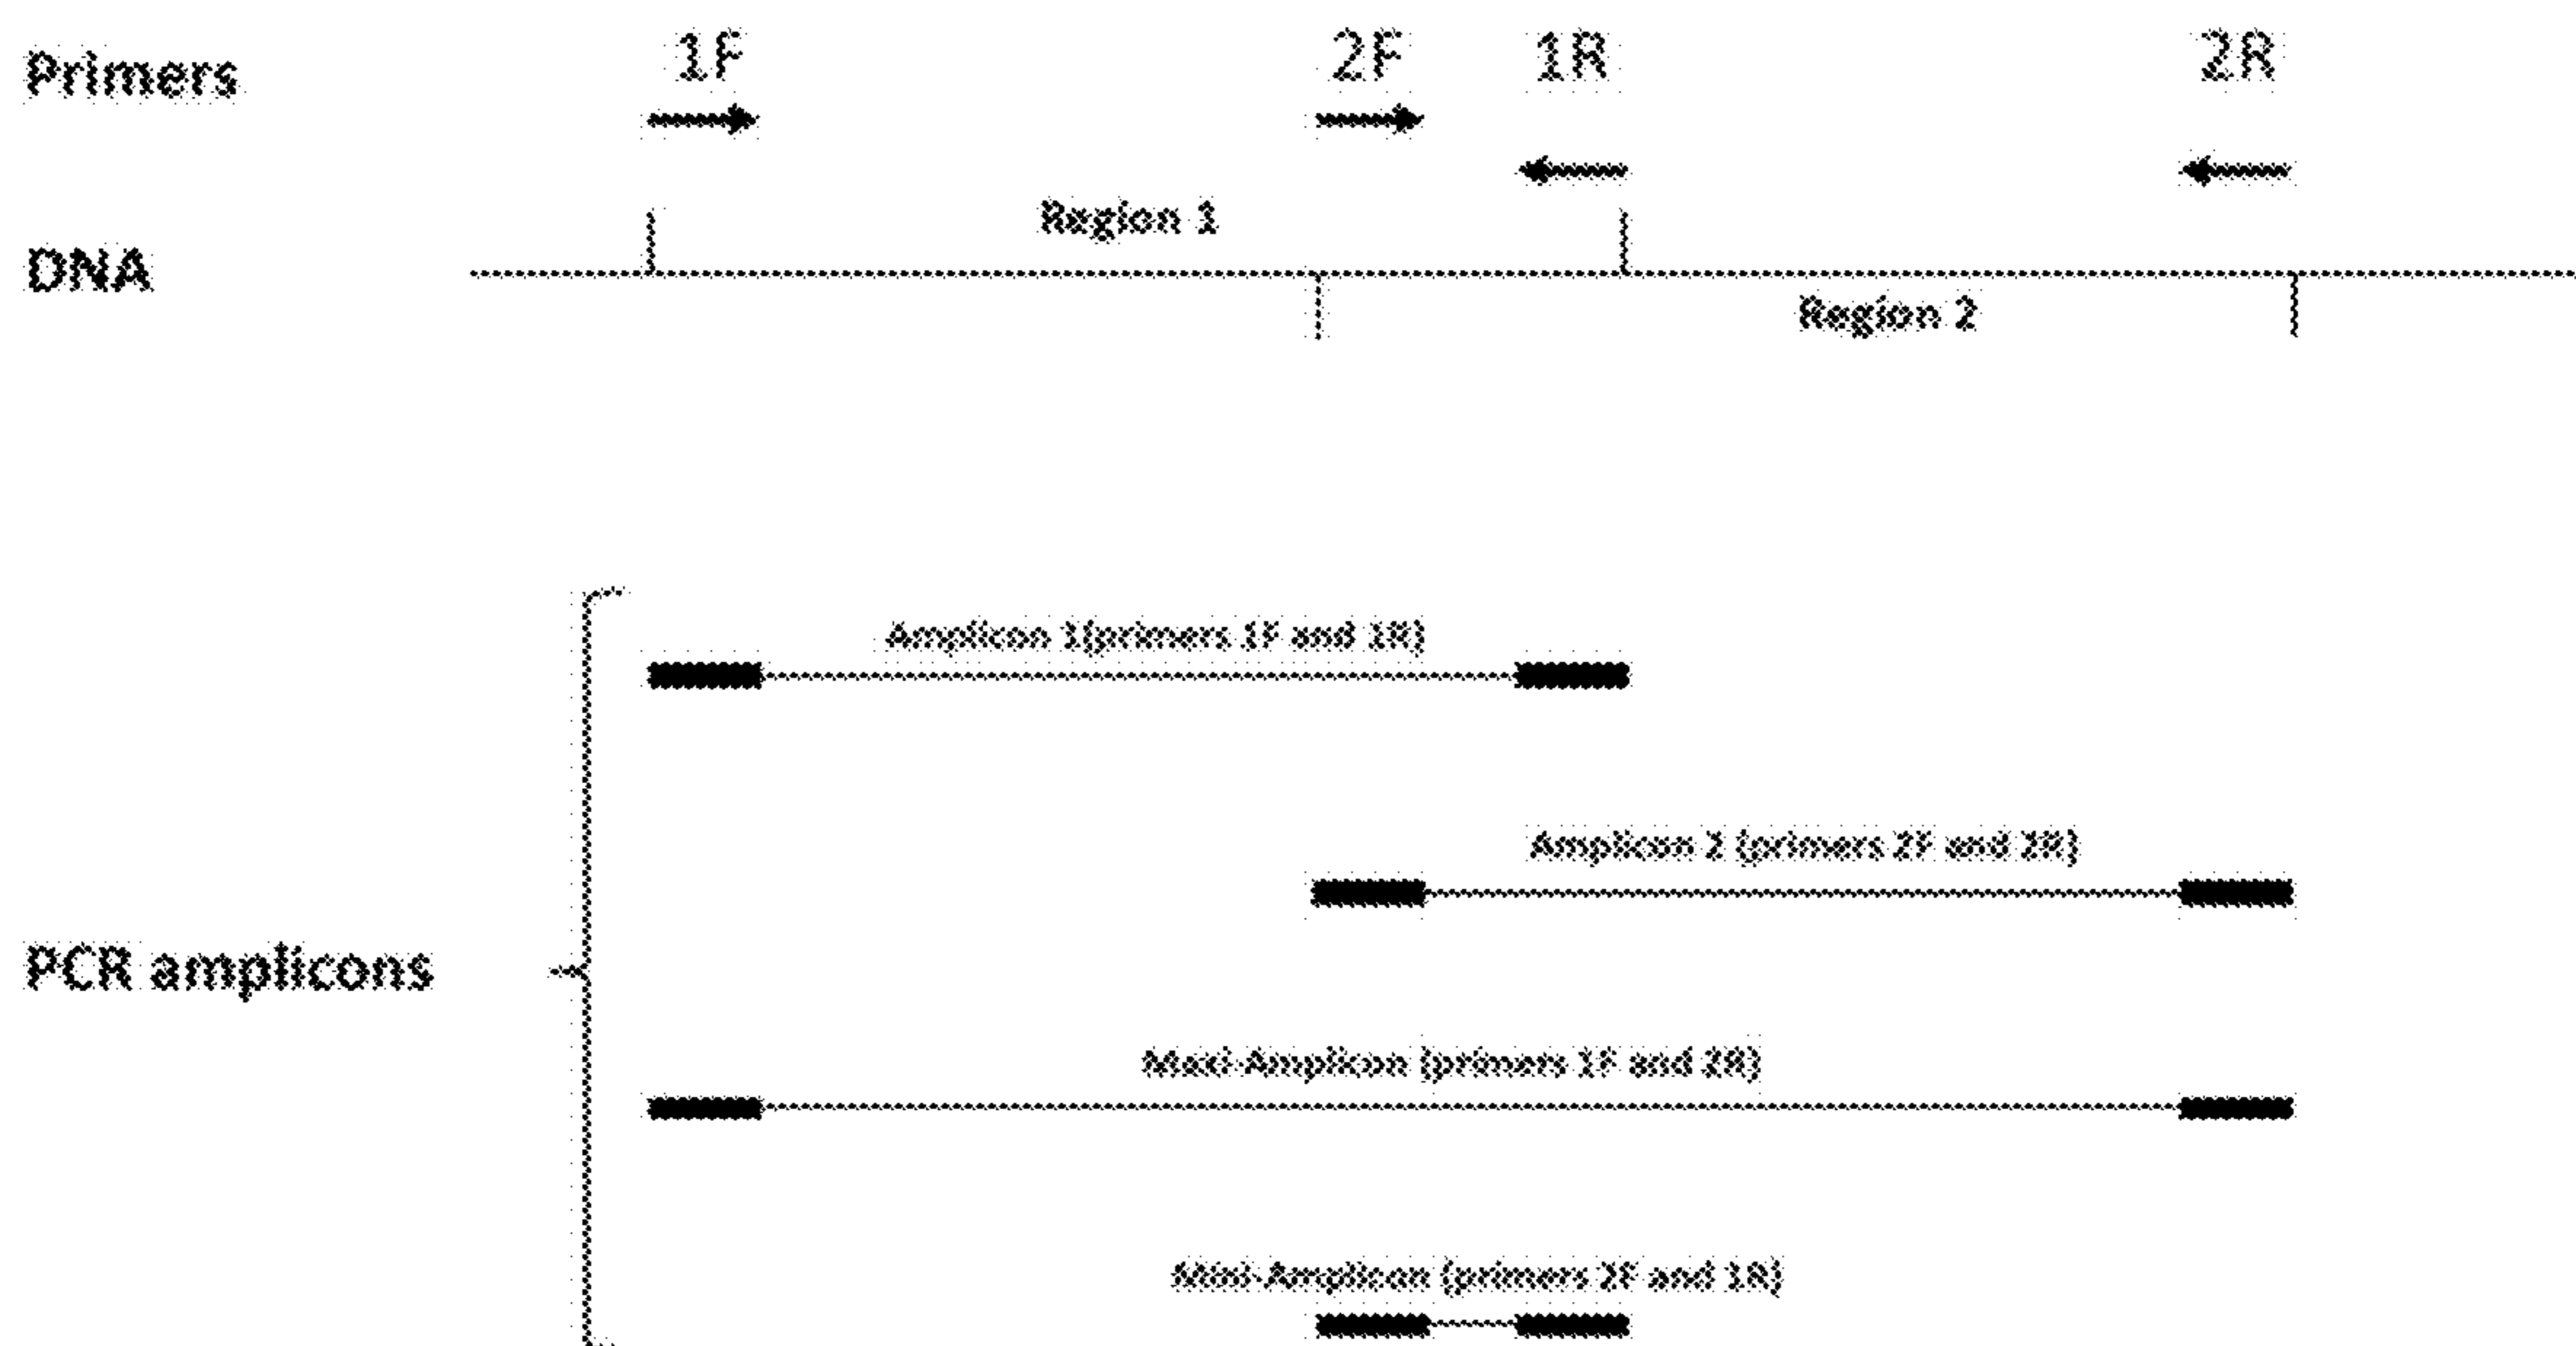 Primers 1F 2F 1R 2R
Region 1
DNA
Region 2
Amplicon 1(primers 1F and 1R)
Amplicon 2 (primers 2F and 2R)
PCR amplicons
Maxi-Amplicon (primers 1F and 2R)
Mini-Amplicon (primers 2F and 1R)